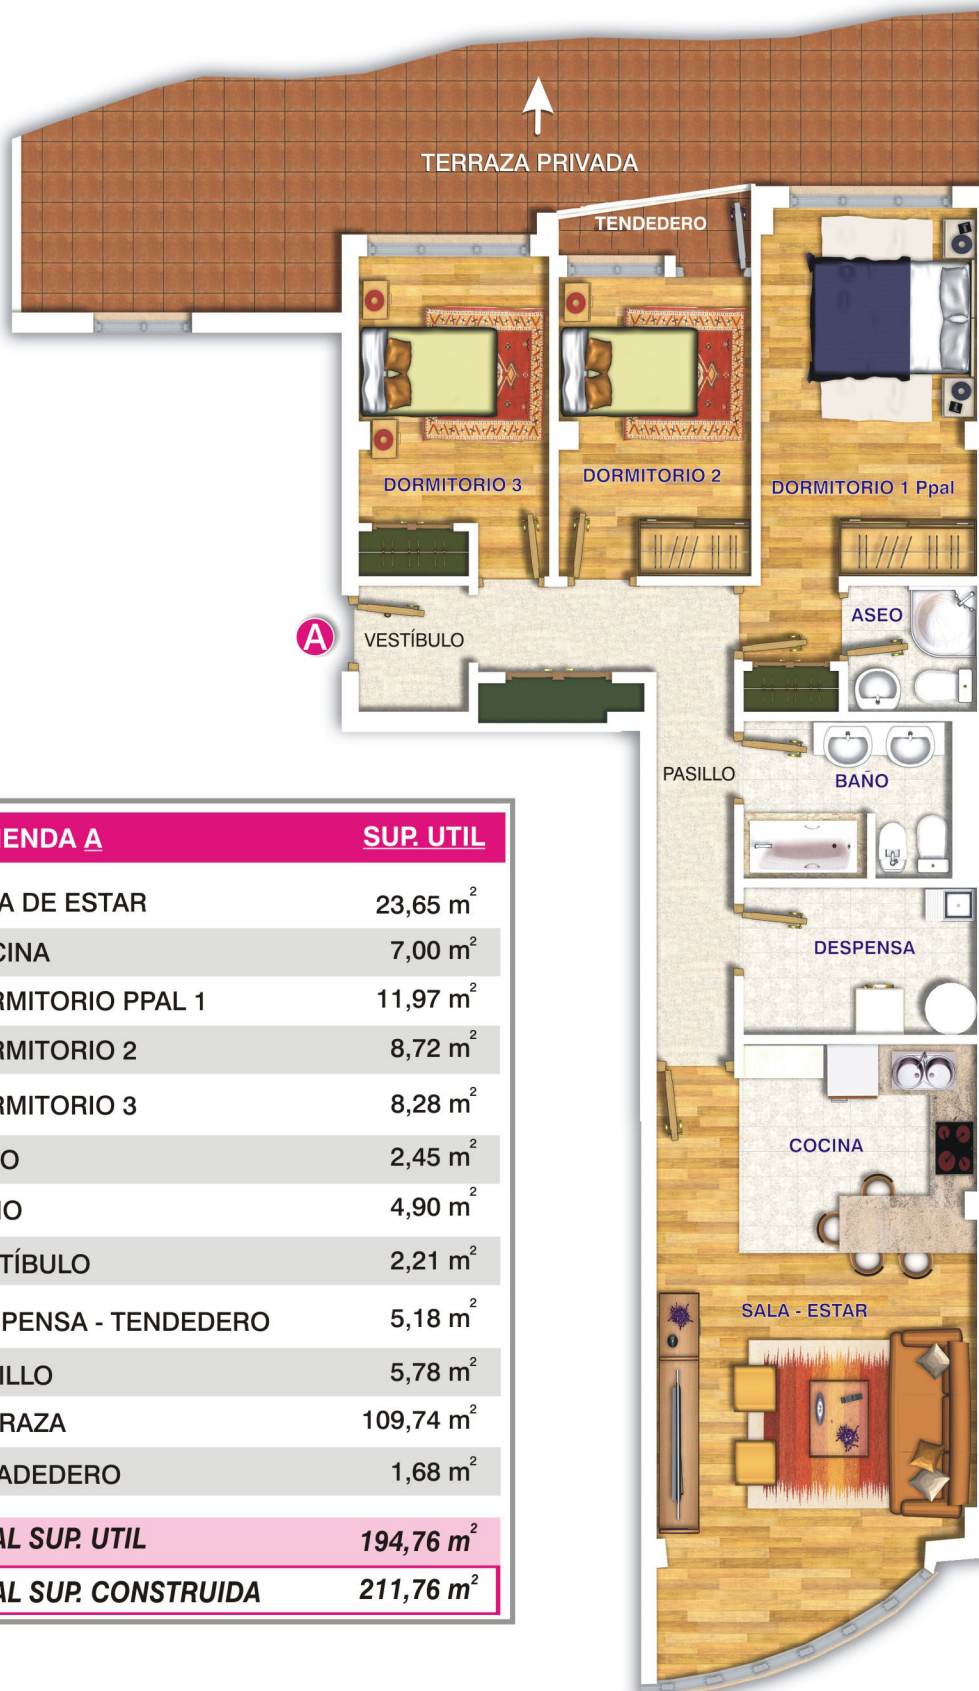 TERRAZA PRIVADA
TENDEDERO
DORMITORIO 3
DORMITORIO 2
DORMITORIO 1 Ppal
ASEO
A
VESTÍBULO
PASILLO
BAÑO
DESPENSA
COCINA
SALA - ESTAR
IENDA A SUP. UTIL
A DE ESTAR 23,65 m²
CINA 7,00 m²
RMITORIO PPAL 1 11,97 m²
RMITORIO 2 8,72 m²
RMITORIO 3 8,28 m²
O 2,45 m²
IO 4,90 m²
TÍBULO 2,21 m²
PENSA - TENDEDERO 5,18 m²
ILLO 5,78 m²
RAZA 109,74 m²
ADEDERO 1,68 m²
AL SUP. UTIL 194,76 m²
AL SUP. CONSTRUIDA 211,76 m²